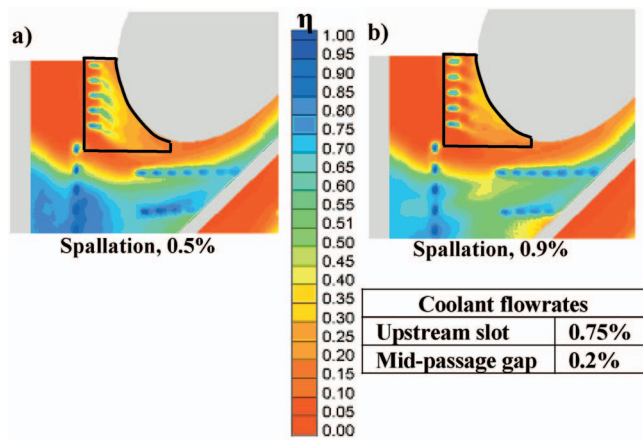 a)
η
b)
1.00
0.95
0.90
0.85
0.80
0.75
0.70
0.65
0.60
0.55
0.51
0.50
0.45
0.40
0.35
0.30
0.25
0.20
0.15
0.10
0.05
0.00
Spallation, 0.5%
Spallation, 0.9%
Coolant flowrates
Upstream slot 0.75%
Mid-passage gap 0.2%